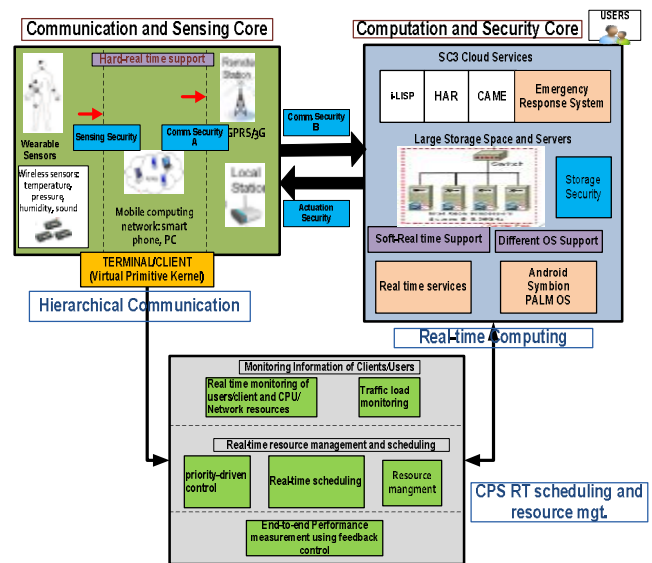 Communication and Sensing Core
Computation and Security Core
USERS
Hard-real time support
Remote
Station
Sensing Security
Comm. Security
A
GPRS/3G
Wearable
Sensors
Wireless sensors:
temperature,
pressure,
humidity, sound
Mobile computing
network:smart
phone, PC
Local
Station
TERMINAL/CLIENT
(Virtual Primitive Kernel)
Hierarchical Communication
Comm. Security
B
Actuation
Security
SC3 Cloud Services
i-LISP
HAR
CAME
Emergency
Response System
Large Storage Space and Servers
Switch
Storage
Security
Soft-Real time Support
Different OS Support
Real time services
Android
Symbion
PALM OS
Real-time Computing
Monitoring Information of Clients/Users
Real time monitoring of
users/client and CPU/
Network resources
Traffic load
monitoring
Real-time resource management and scheduling
priority-driven
control
Real-time scheduling
Resource
managment
End-to-end Performance
measurement using feedback
control
CPS RT scheduling and
resource mgt.